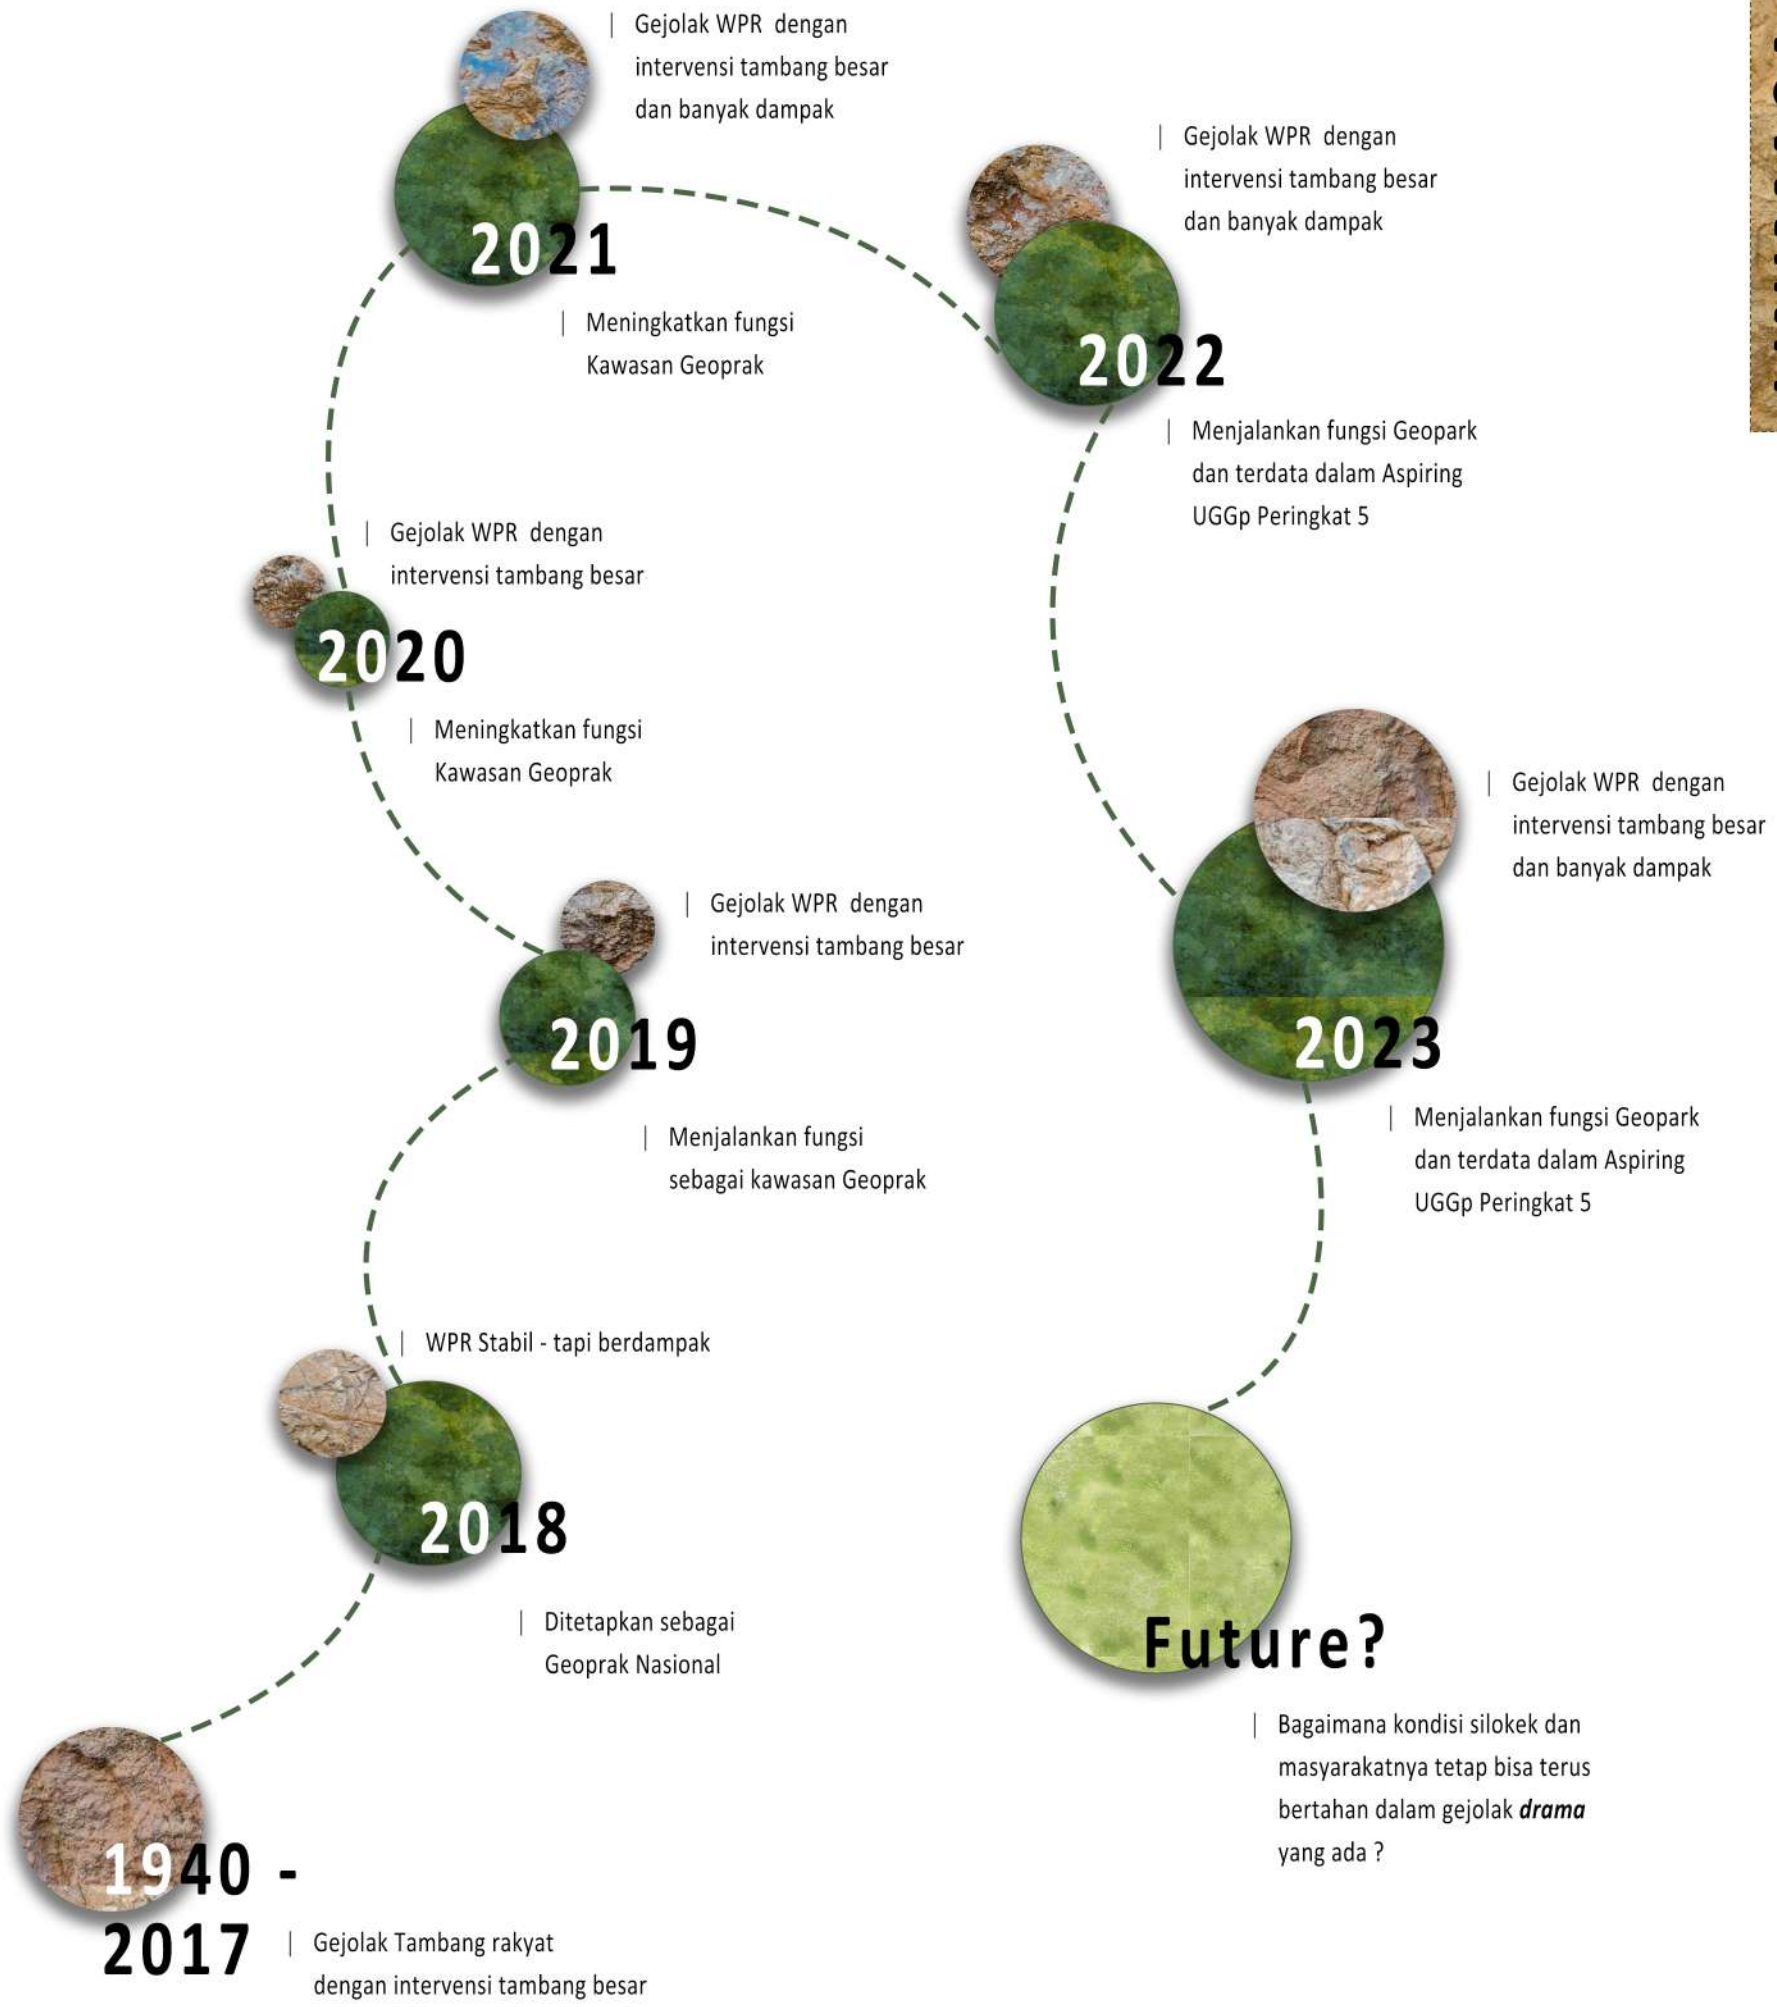 | Gejolak WPR dengan
intervensi tambang besar
dan banyak dampak
2021
| Meningkatkan fungsi
Kawasan Geoprak
| Gejolak WPR dengan
intervensi tambang besar
dan banyak dampak
2022
| Menjalankan fungsi Geopark
dan terdata dalam Aspiring
UGGp Peringkat 5
| Gejolak WPR dengan
intervensi tambang besar
2020
| Meningkatkan fungsi
Kawasan Geoprak
| Gejolak WPR dengan
intervensi tambang besar
dan banyak dampak
2023
| Menjalankan fungsi Geopark
dan terdata dalam Aspiring
UGGp Peringkat 5
| Gejolak WPR dengan
intervensi tambang besar
2019
| Menjalankan fungsi
sebagai kawasan Geoprak
| WPR Stabil - tapi berdampak
2018
| Ditetapkan sebagai
Geoprak Nasional
Future?
| Bagaimana kondisi silokek dan
masyarakatnya tetap bisa terus
bertahan dalam gejolak drama
yang ada ?
1940 -
2017
| Gejolak Tambang rakyat
dengan intervensi tambang besar